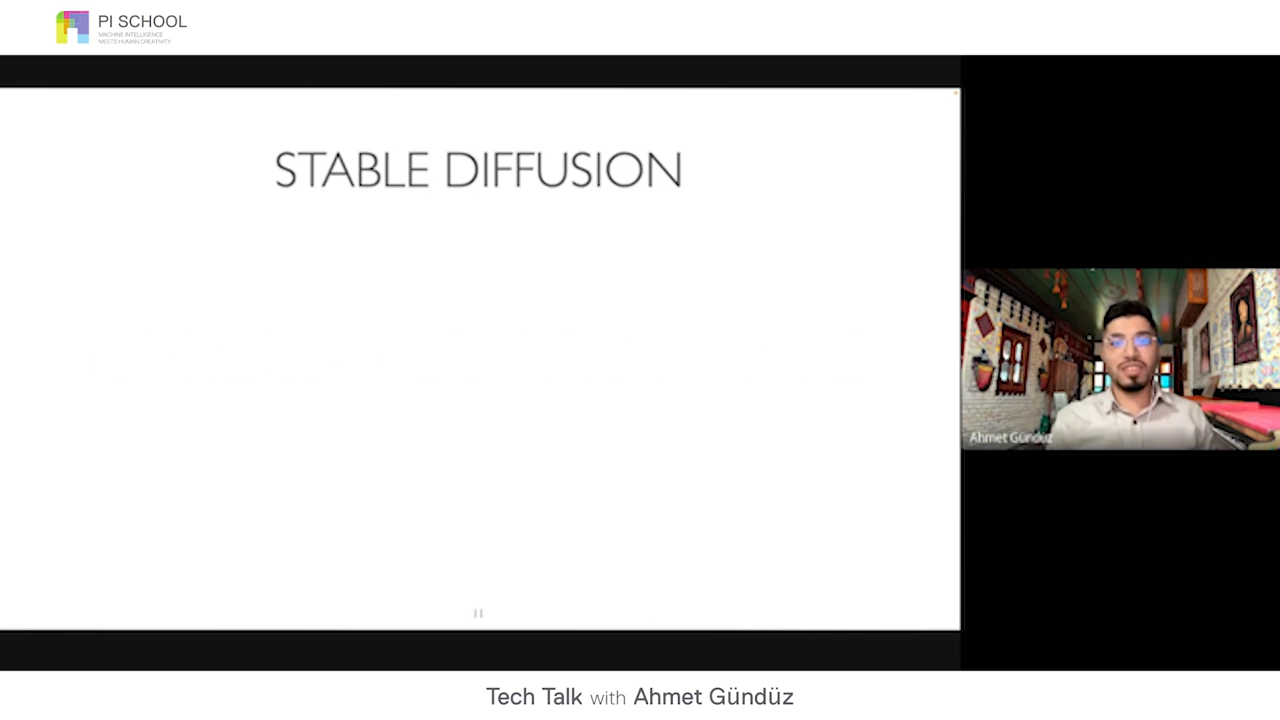 PI SCHOOL
MACHINE INTELLIGENCE
MEETS HUMAN CREATIVITY
STABLE DIFFUSION
Ahmet Gündüz
Tech Talk with Ahmet Gündüz